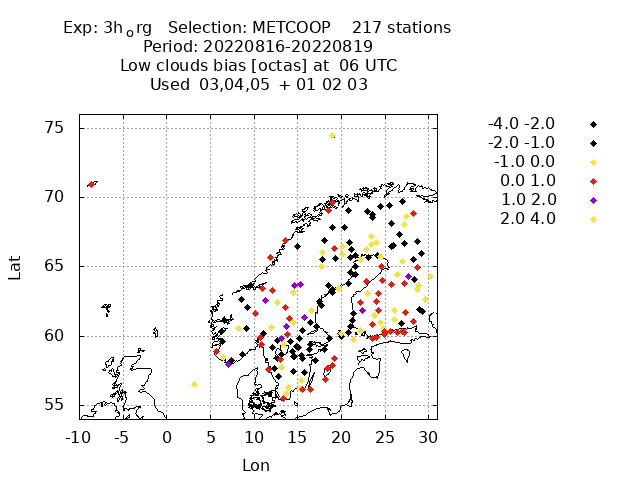 Exp: 3h_org Selection: METCOOP 217 stations
Period: 20220816-20220819
Low clouds bias [octas] at 06 UTC
Used 03,04,05 + 01 02 03
75
70
65
60
55
Lat
-10 -5 0 5 10 15 20 25 30
Lon
-4.0 -2.0
-2.0 -1.0
-1.0 0.0
0.0 1.0
1.0 2.0
2.0 4.0